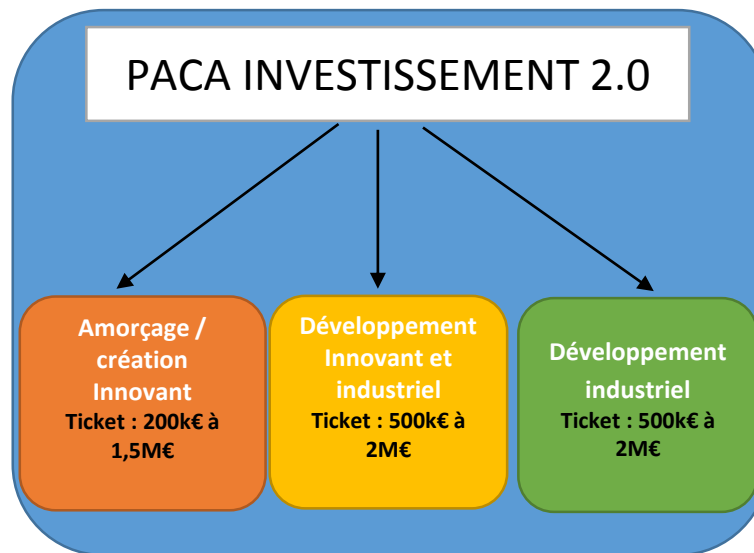 PACA INVESTISSEMENT 2.0
Amorçage /
création
Innovant
Ticket : 200k€ à
1,5M€
Développement
Innovant et
industriel
Ticket : 500k€ à
2M€
Développement
industriel
Ticket : 500k€ à
2M€